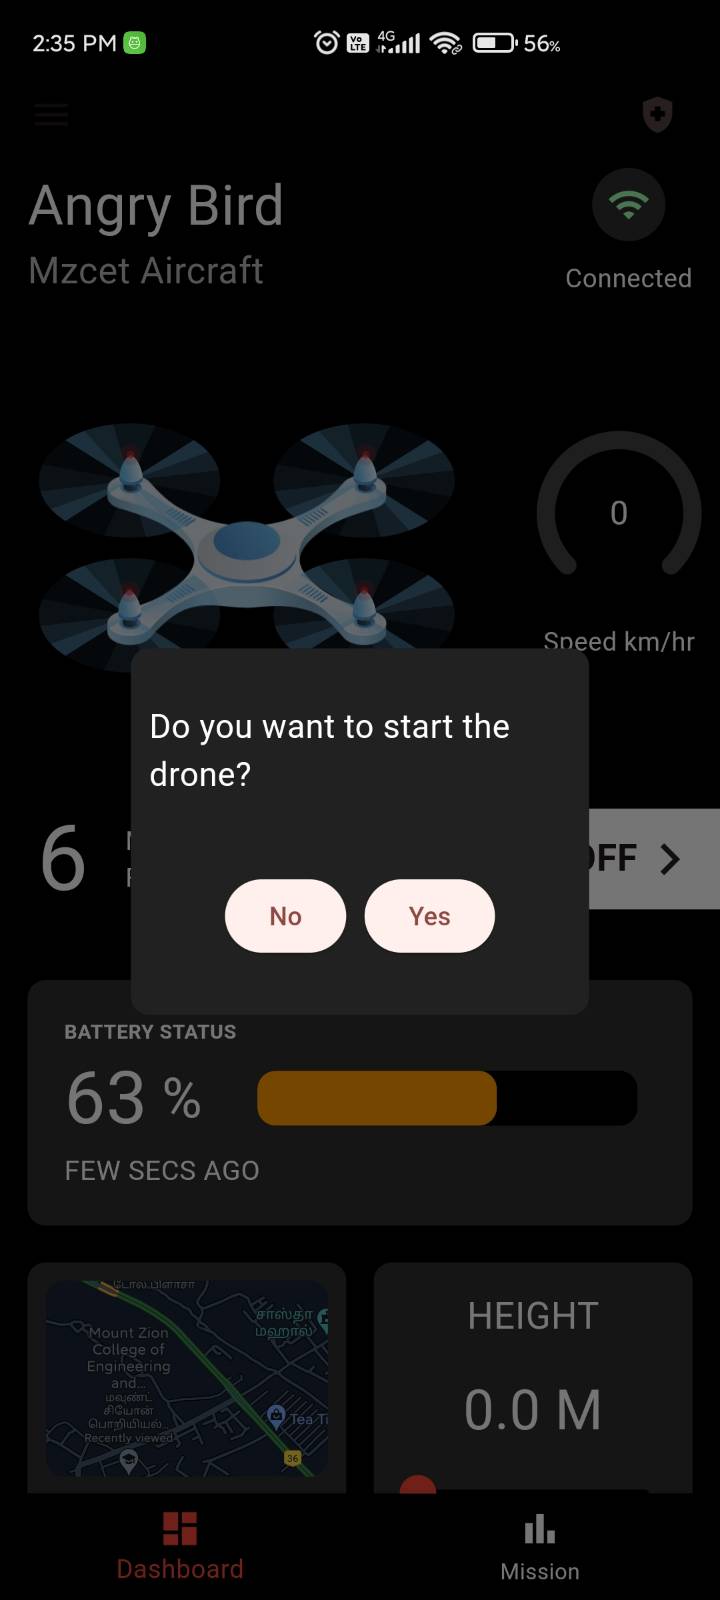 2:35 PM
Vo LTE
4G
56%
Angry Bird
Mzcet Aircraft
Connected
0
Speed km/hr
Do you want to start the
drone?
6
No
Yes
BATTERY STATUS
63 %
FEW SECS AGO
Mount Zion
College of
Engineering
and...
மவுண்ட்
சியோன்
பொறியியல்...
Recently viewed
சாஸ்தா
மஹால்
Tea Ti
36
HEIGHT
0.0 M
Dashboard
Mission